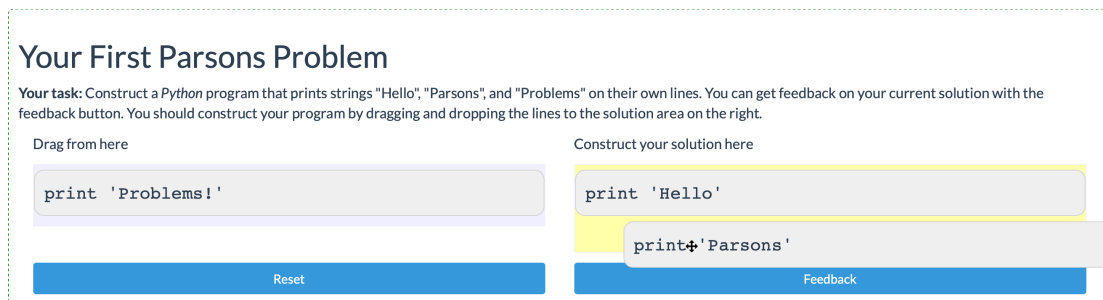 Your First Parsons Problem
Your task: Construct a Python program that prints strings "Hello", "Parsons", and "Problems" on their own lines. You can get feedback on your current solution with the
feedback button. You should construct your program by dragging and dropping the lines to the solution area on the right.
Drag from here
print 'Problems!'
Reset
Construct your solution here
print 'Hello'
print 'Parsons'
Feedback